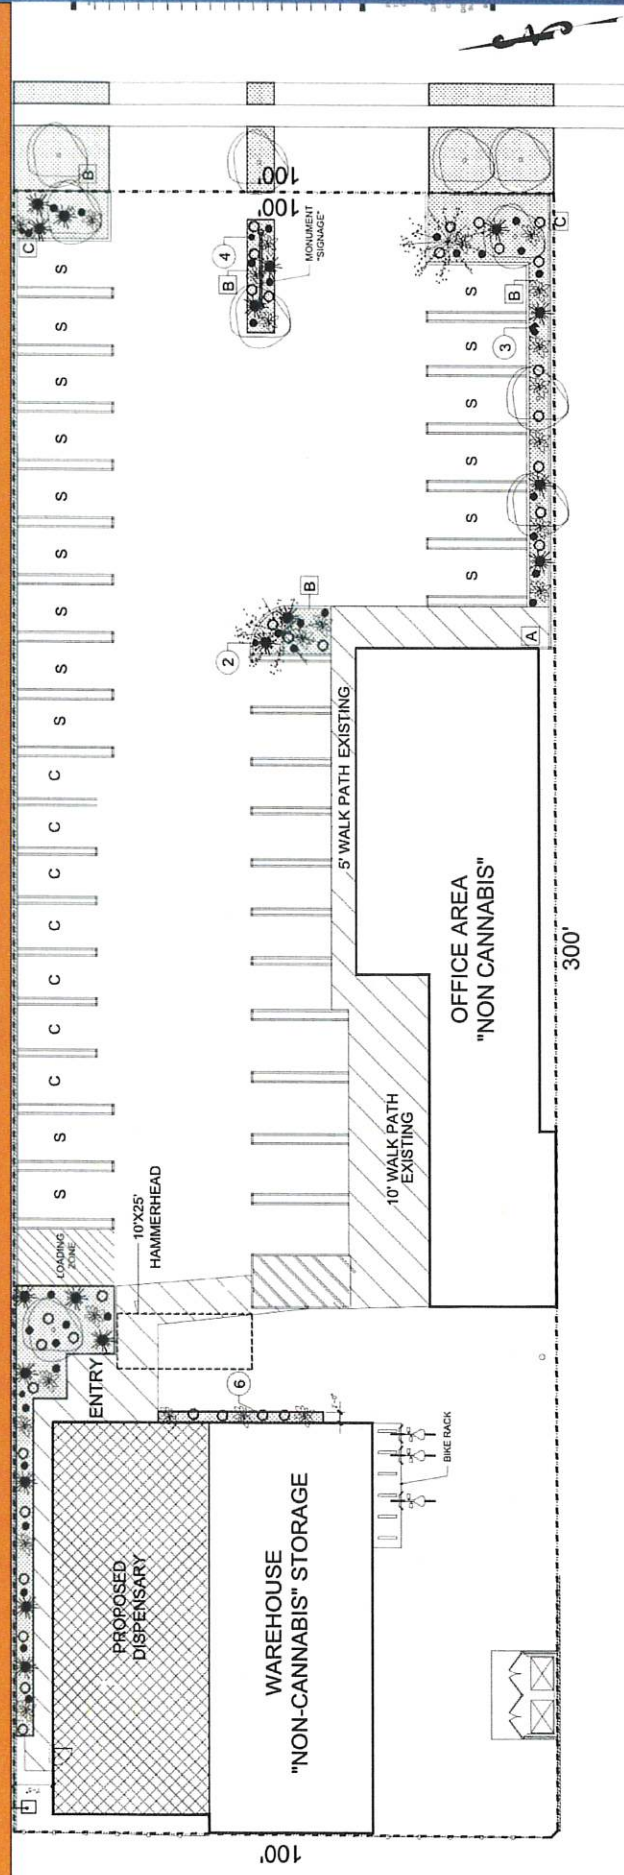 100'
100'
B
C
4
B
MONUMENT
"SIGNAGE"
C
B
3
S
S
S
S
S
S
S
S
S
C
C
C
C
C
C
C
S
S
S
S
S
S
S
S
B
2
A
5' WALK PATH EXISTING
OFFICE AREA
"NON CANNABIS"
300'
10' WALK PATH
EXISTING
LOADING
ZONE
10'X25'
HAMMERHEAD
ENTRY
6
BIKE RACK
PROPOSED
DISPENSARY
WAREHOUSE
"NON-CANNABIS" STORAGE
100'